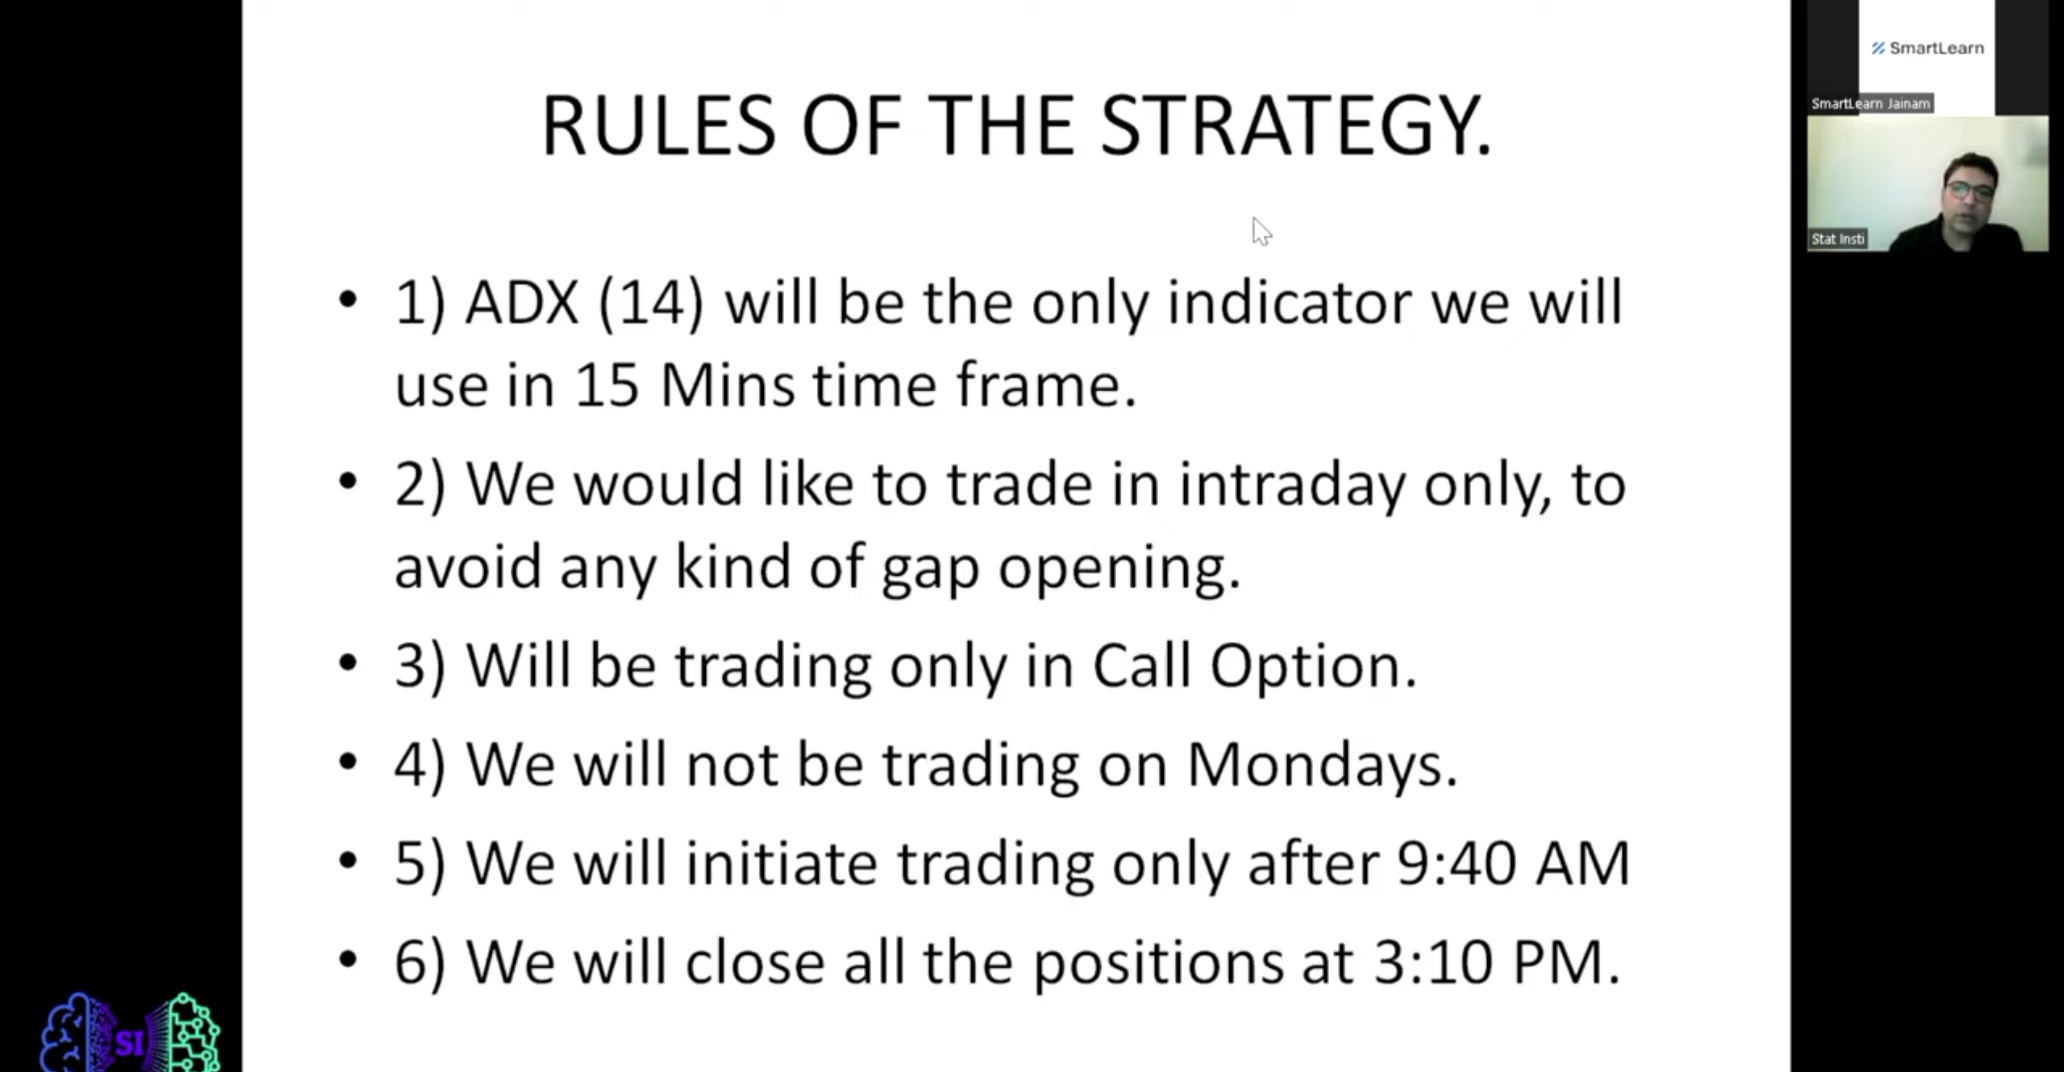 RULES OF THE STRATEGY.
• 1) ADX (14) will be the only indicator we will
use in 15 Mins time frame.
• 2) We would like to trade in intraday only, to
avoid any kind of gap opening.
• 3) Will be trading only in Call Option.
• 4) We will not be trading on Mondays.
• 5) We will initiate trading only after 9:40 AM
• 6) We will close all the positions at 3:10 PM.
SmartLearn
SmartLearn Jainam
Stat Insti
SI